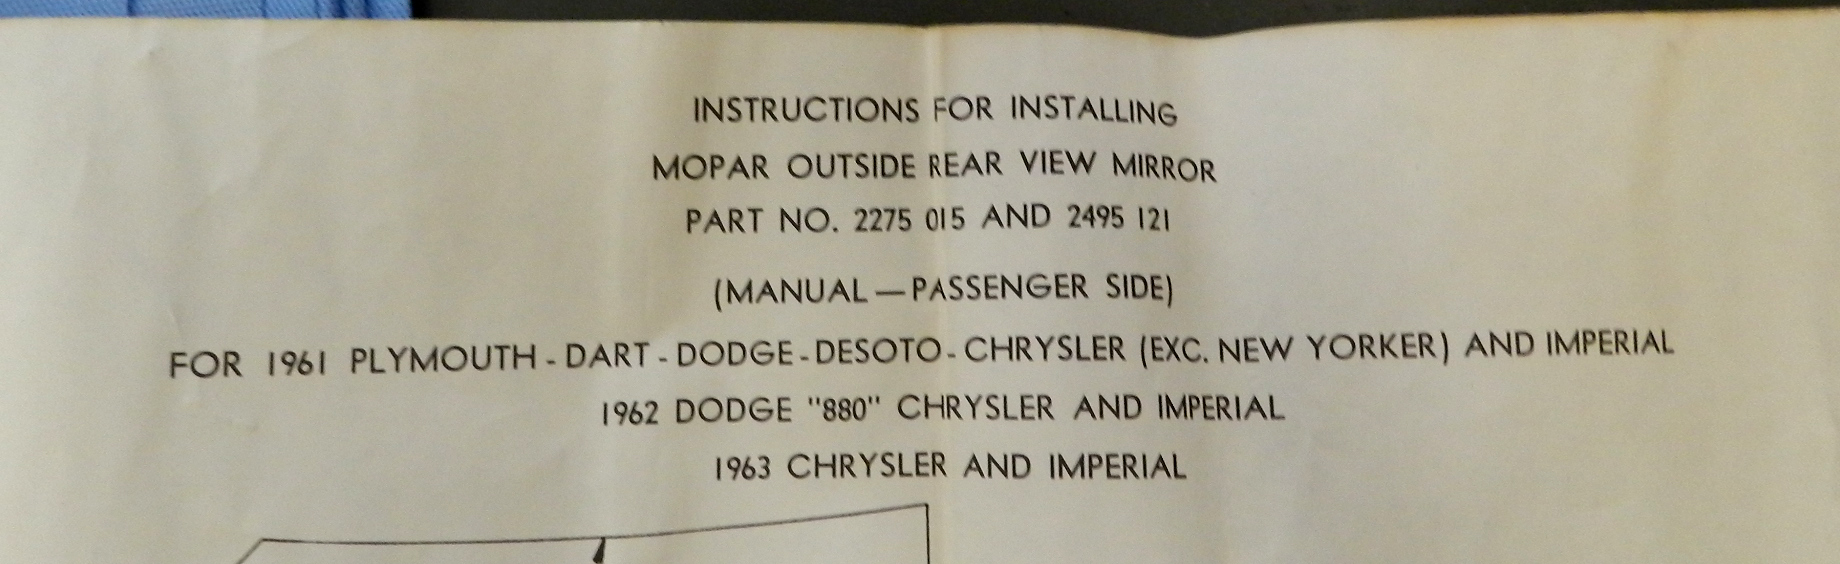 INSTRUCTIONS FOR INSTALLING
MOPAR OUTSIDE REAR VIEW MIRROR
PART NO. 2275 015 AND 2495 121
(MANUAL—PASSENGER SIDE)
FOR 1961 PLYMOUTH - DART - DODGE - DESOTO - CHRYSLER (EXC. NEW YORKER) AND IMPERIAL
1962 DODGE "880" CHRYSLER AND IMPERIAL
1963 CHRYSLER AND IMPERIAL